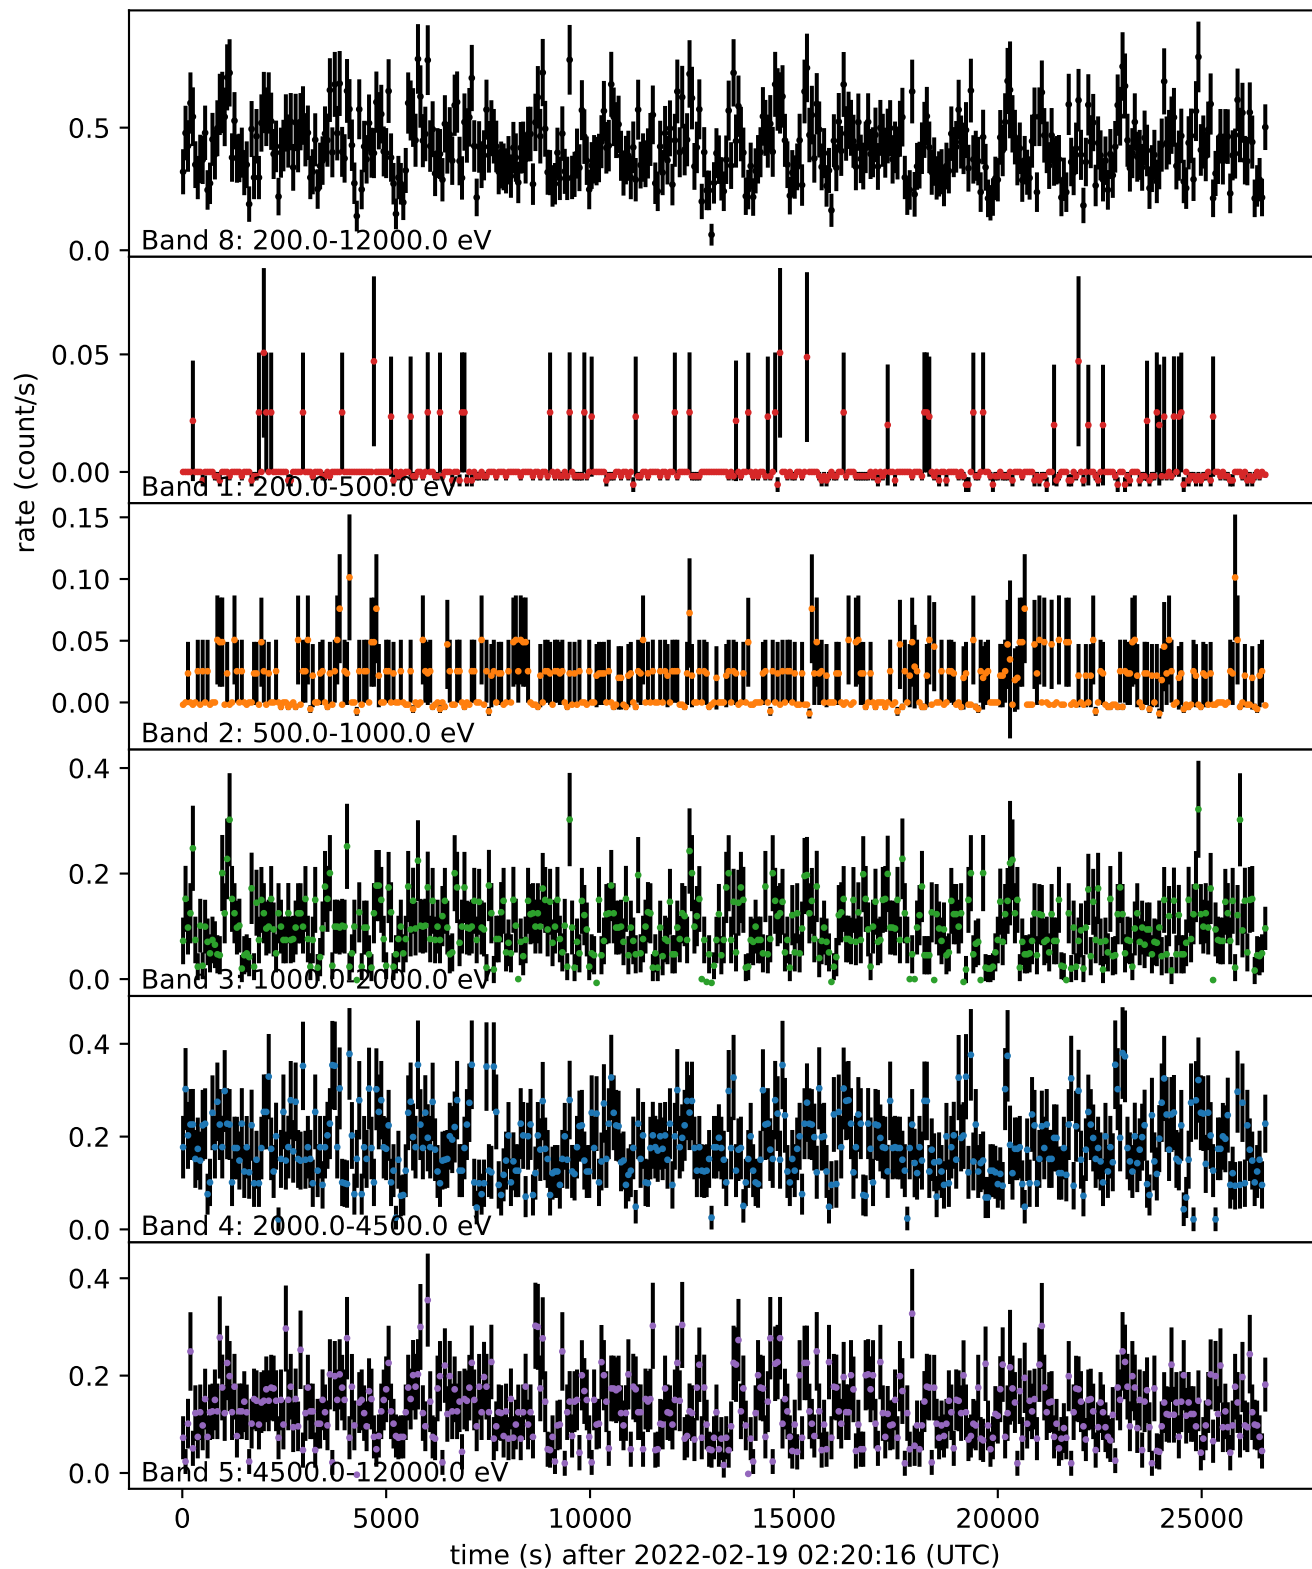 0.5
0.0
Band 8: 200.0-12000.0 eV
0.05
0.00
Band 1: 200.0-500.0 eV
rate (count/s)
0.15
0.10
0.05
0.00
Band 2: 500.0-1000.0 eV
0.4
0.2
0.0
Band 3: 1000.0-2000.0 eV
0.4
0.2
0.0
Band 4: 2000.0-4500.0 eV
0.4
0.2
0.0
Band 5: 4500.0-12000.0 eV
0 5000 10000 15000 20000 25000
time (s) after 2022-02-19 02:20:16 (UTC)